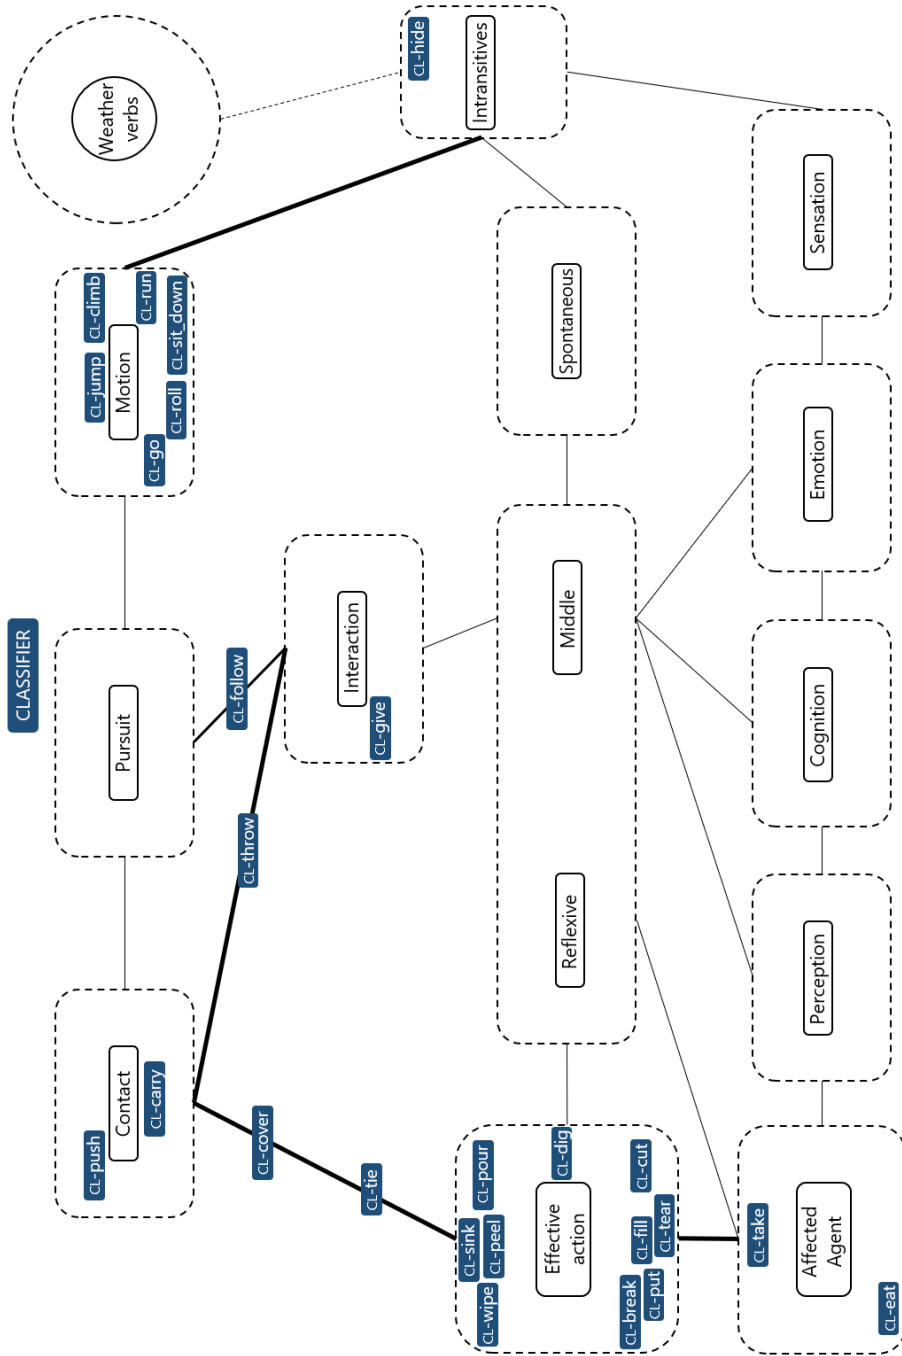 CLASSIFIER
CL-push
CL-jump
CL-climb
Contact
Pursuit
Motion
Weather
verbs
CL-carry
CL-go
CL-run
CL-roll
CL-sit_down
CL-follow
CL-throw
CL-cover
Interaction
CL-tie
CL-give
CL-hide
Intransitives
CL-sink
CL-pour
CL-wipe
CL-peel
Effective
action
CL-dig
Reflexive
Middle
Spontaneous
CL-break
CL-fill
CL-cut
CL-put
CL-tear
CL-take
Affected
Agent
Perception
Cognition
Emotion
Sensation
CL-eat